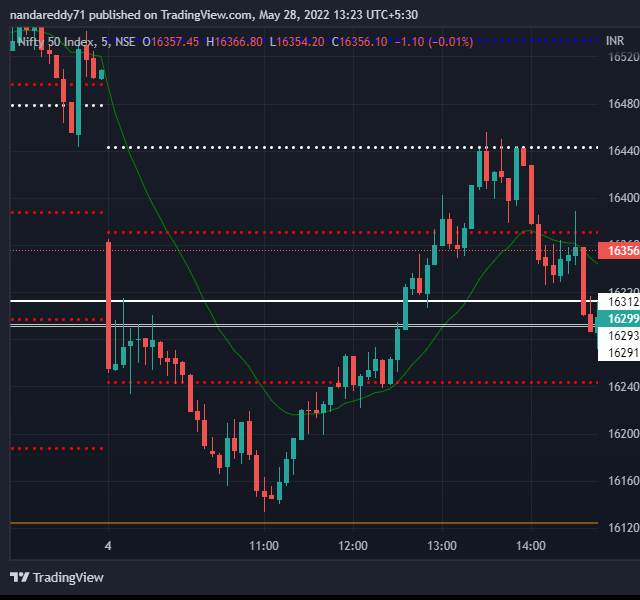 nandareddy71 published on TradingView.com, May 28, 2022 13:23 UTC+5:30
Nifty 50 Index, 5, NSE O16357.45 H16366.80 L16354.20 C16356.10 −1.10 (−0.01%)
INR
16520
16480
16440
16400
16356
16320
16312
16299
16293
16291
16240
16200
16160
16120
4 11:00 12:00 13:00 14:00
TradingView